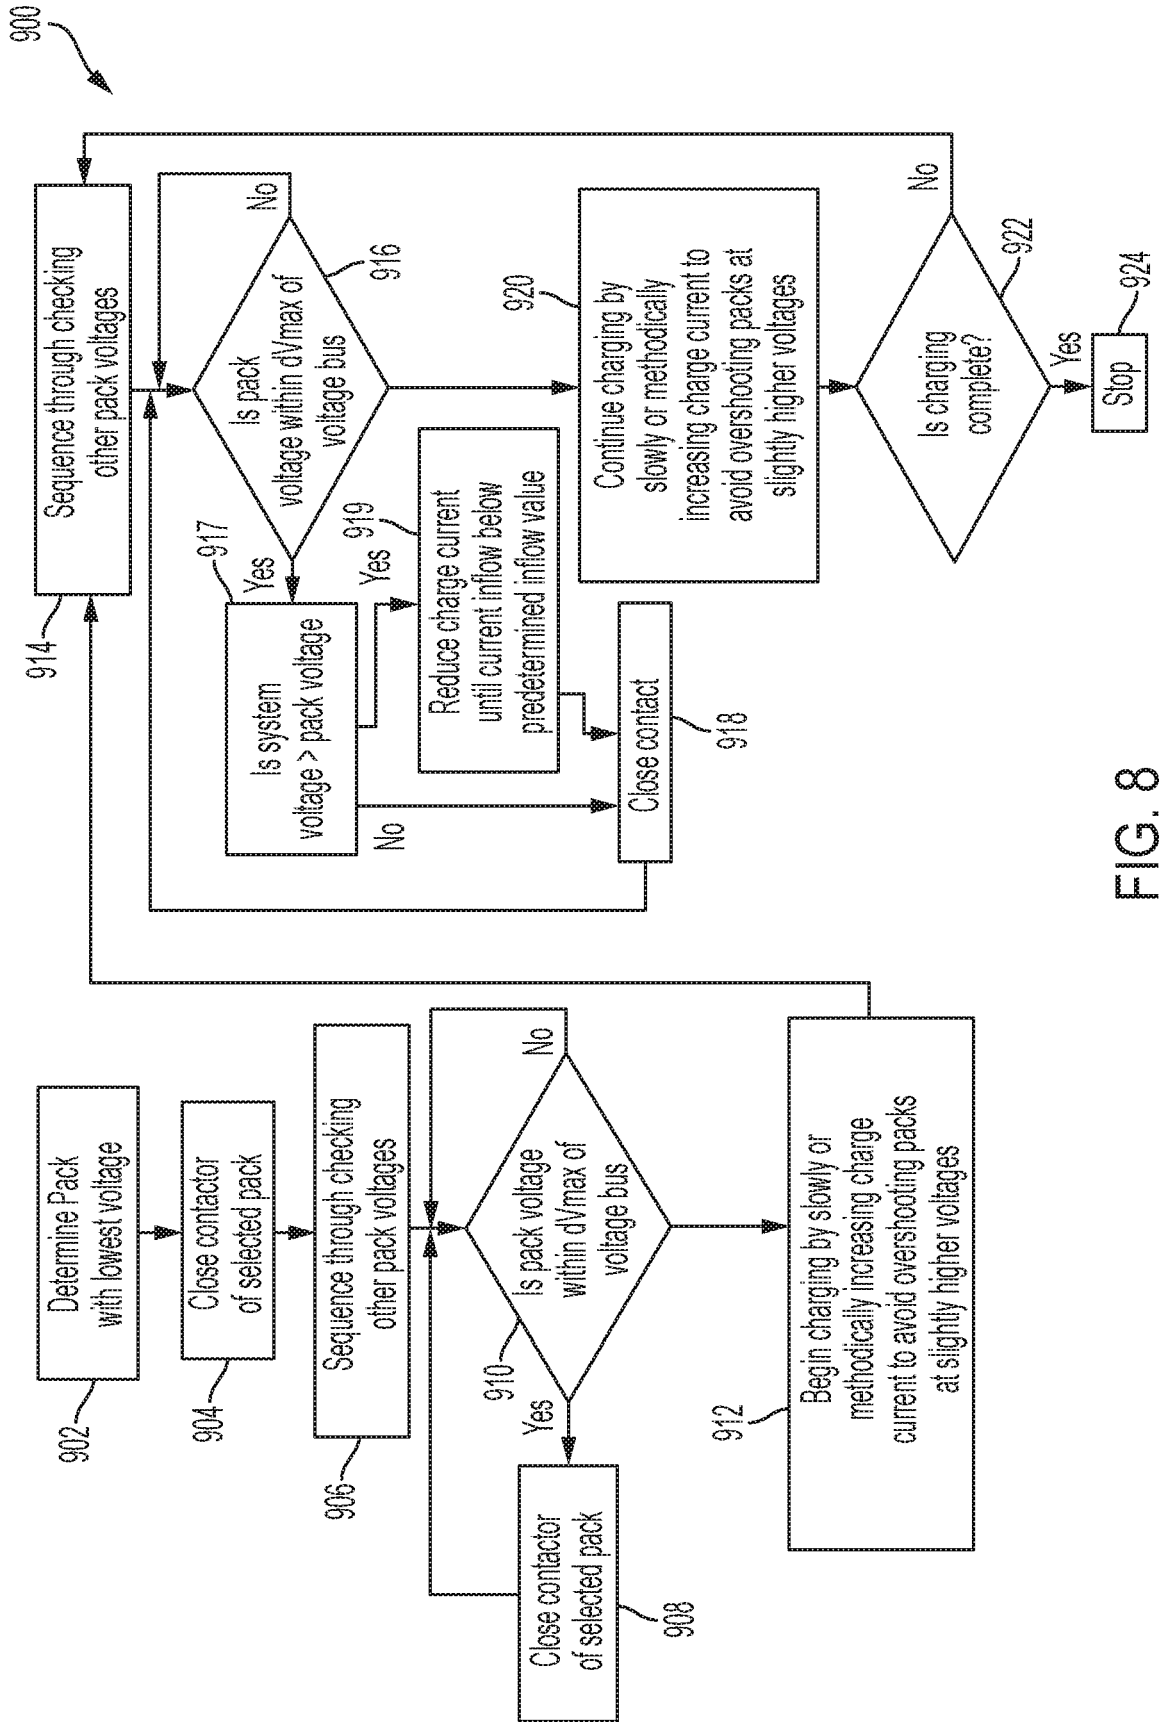 900
Determine Pack
with lowest voltage
902
Close contactor
of selected pack
904
Sequence through checking
other pack voltages
906
Is pack voltage
within dVmax of
voltage bus
910
No
Yes
Close contactor
of selected pack
908
Begin charging by slowly or
methodically increasing charge
current to avoid overshooting packs
at slightly higher voltages
912
Sequence through checking
other pack voltages
914
Is pack
voltage within dVmax of
voltage bus
916
No
Yes
Is system
voltage > pack voltage
917
Yes
No
Reduce charge current
until current inflow below
predetermined inflow value
919
Close contact
918
Continue charging by
slowly or methodically
increasing charge current to
avoid overshooting packs at
slightly higher voltages
920
Is charging
complete?
922
No
Yes
Stop
924
FIG. 8